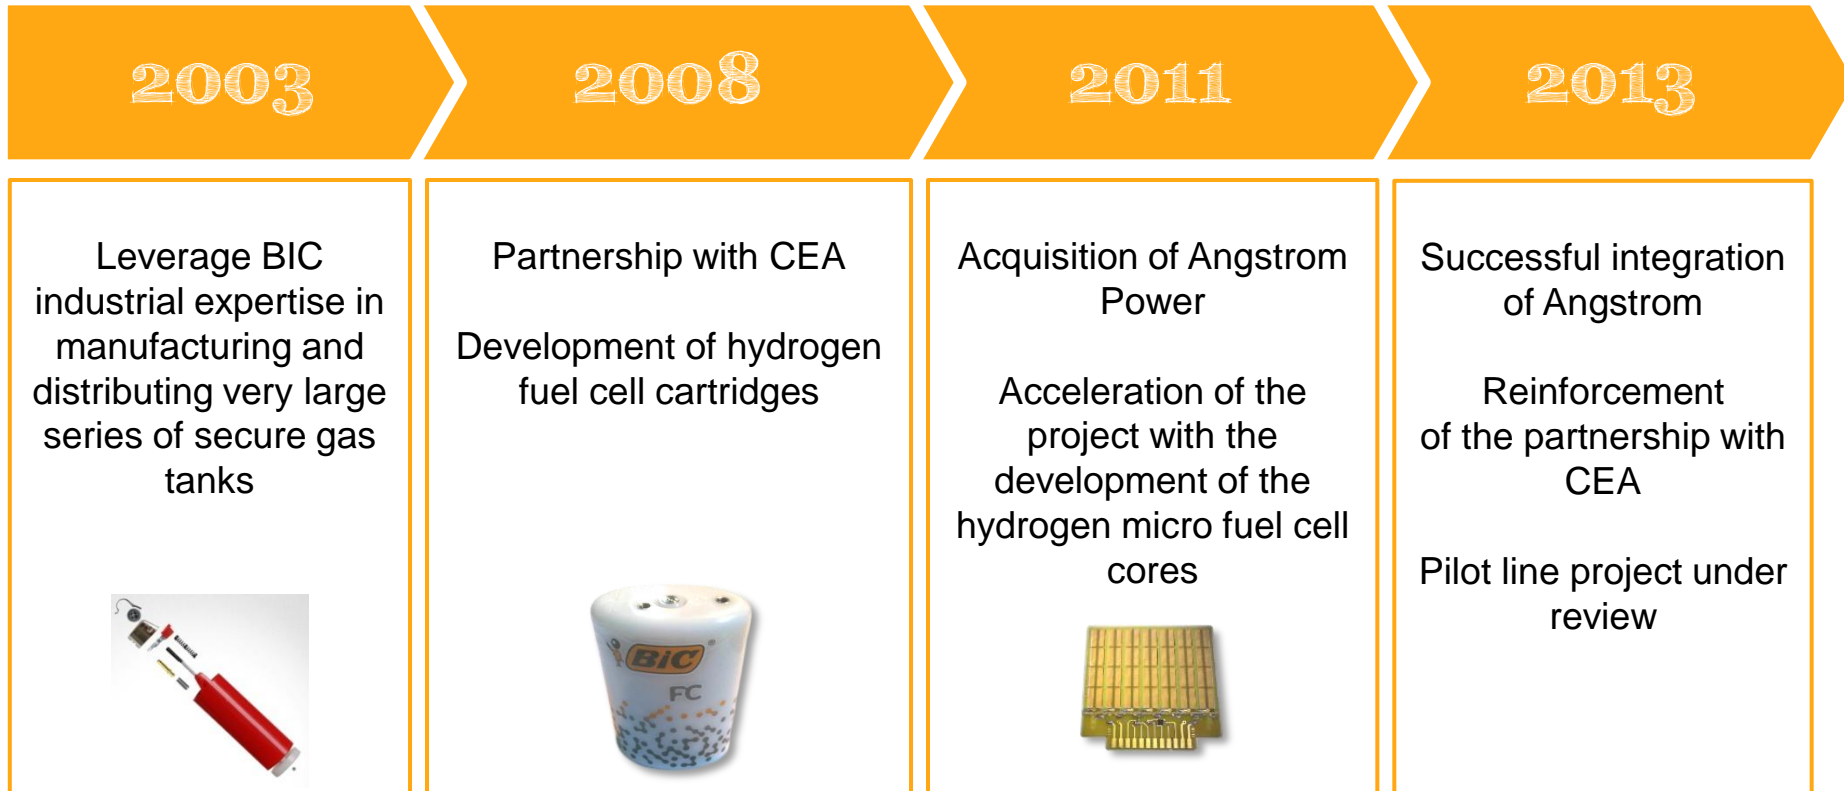 2003
2008
2011
2013
Leverage BIC
industrial expertise in
manufacturing and
distributing very large
series of secure gas
tanks
Partnership with CEA
Development of hydrogen
fuel cell cartridges
BiC®
FC
Acquisition of Angstrom
Power
Acceleration of the
project with the
development of the
hydrogen micro fuel cell
cores
Successful integration
of Angstrom
Reinforcement
of the partnership with
CEA
Pilot line project under
review